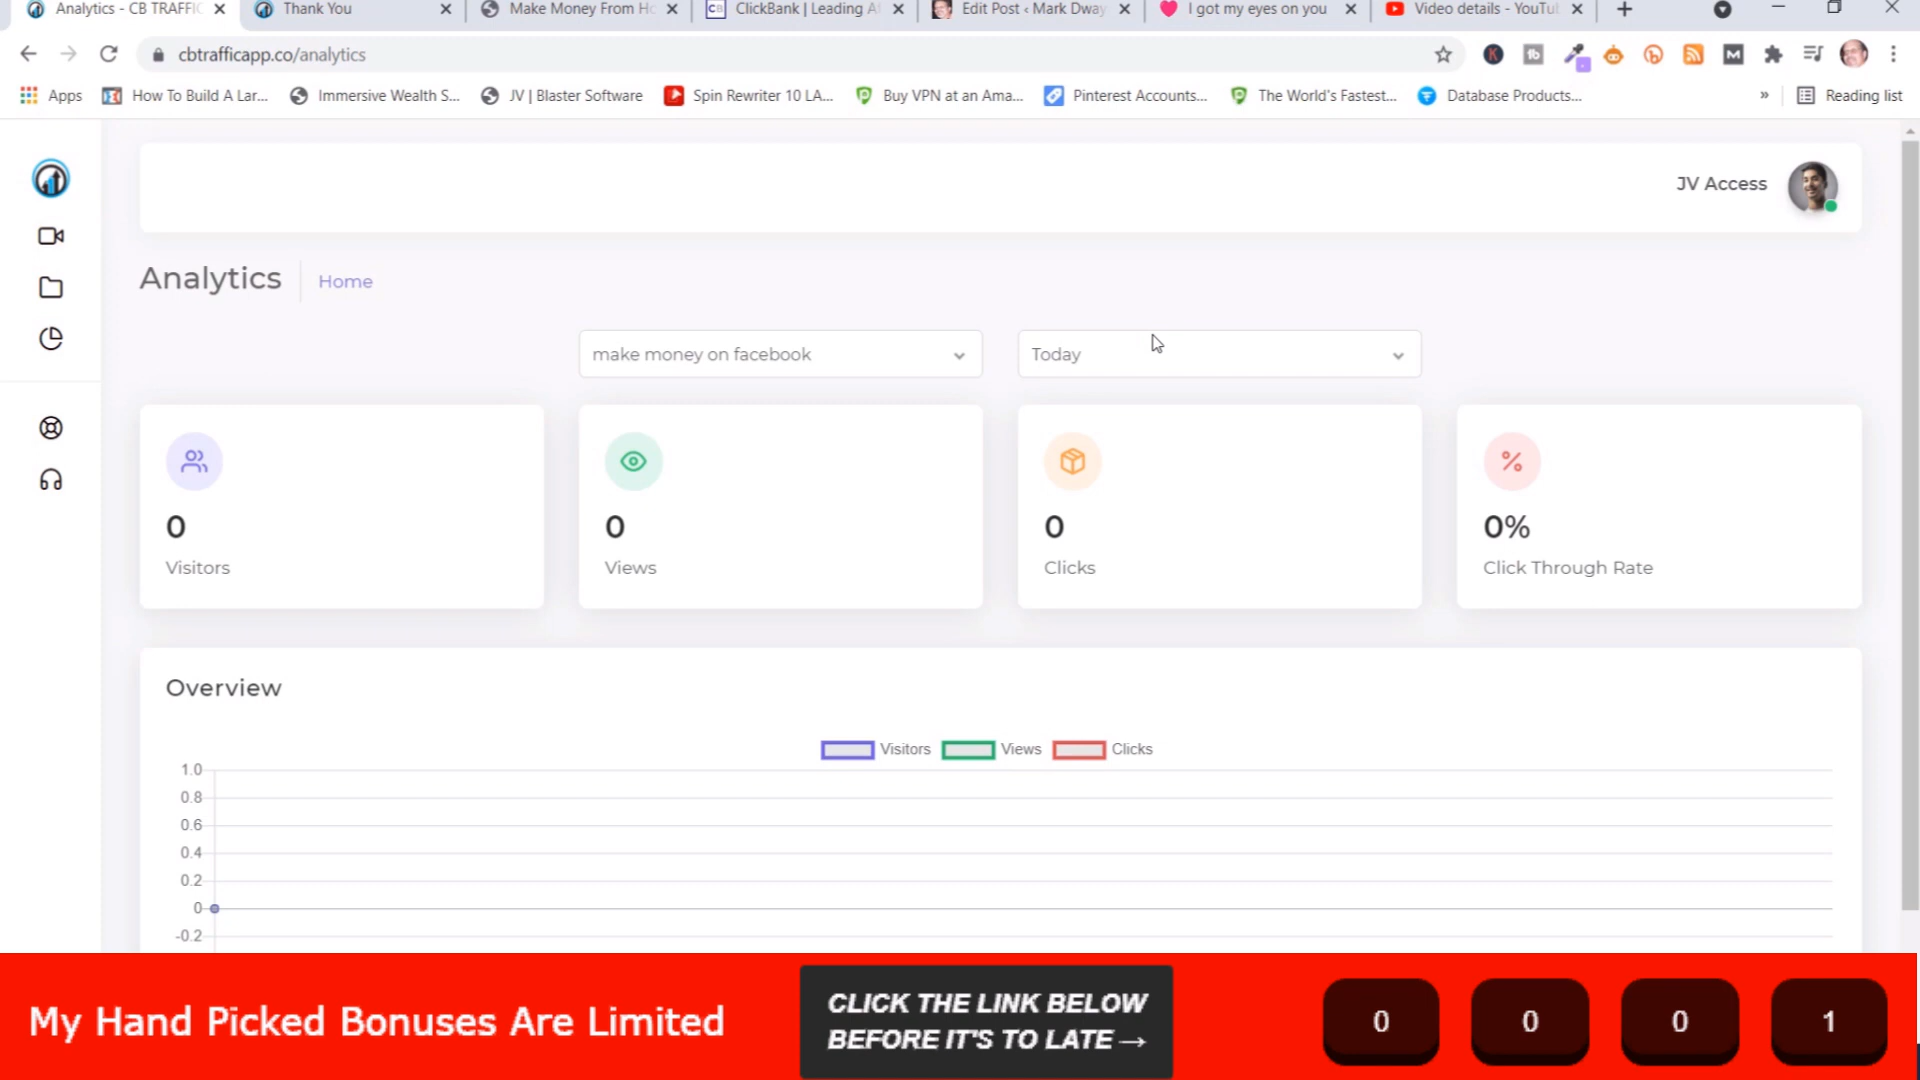 Analytics - CB TRAFFIC
Thank You
Make Money From Ho
ClickBank | Leading A
Edit Post ‹ Mark Dway
I got my eyes on you
Video details - YouTu
cbtrafficapp.co/analytics
Apps
How To Build A Lar...
Immersive Wealth S...
JV | Blaster Software
Spin Rewriter 10 LA...
Buy VPN at an Ama...
Pinterest Accounts...
The World's Fastest...
Database Products...
»
Reading list
JV Access
Analytics
Home
make money on facebook
Today
0
Visitors
0
Views
0
Clicks
0%
Click Through Rate
Overview
Visitors
Views
Clicks
1.0
0.8
0.6
0.4
0.2
0
-0.2
My Hand Picked Bonuses Are Limited
CLICK THE LINK BELOW
BEFORE IT'S TO LATE→
0
0
0
1